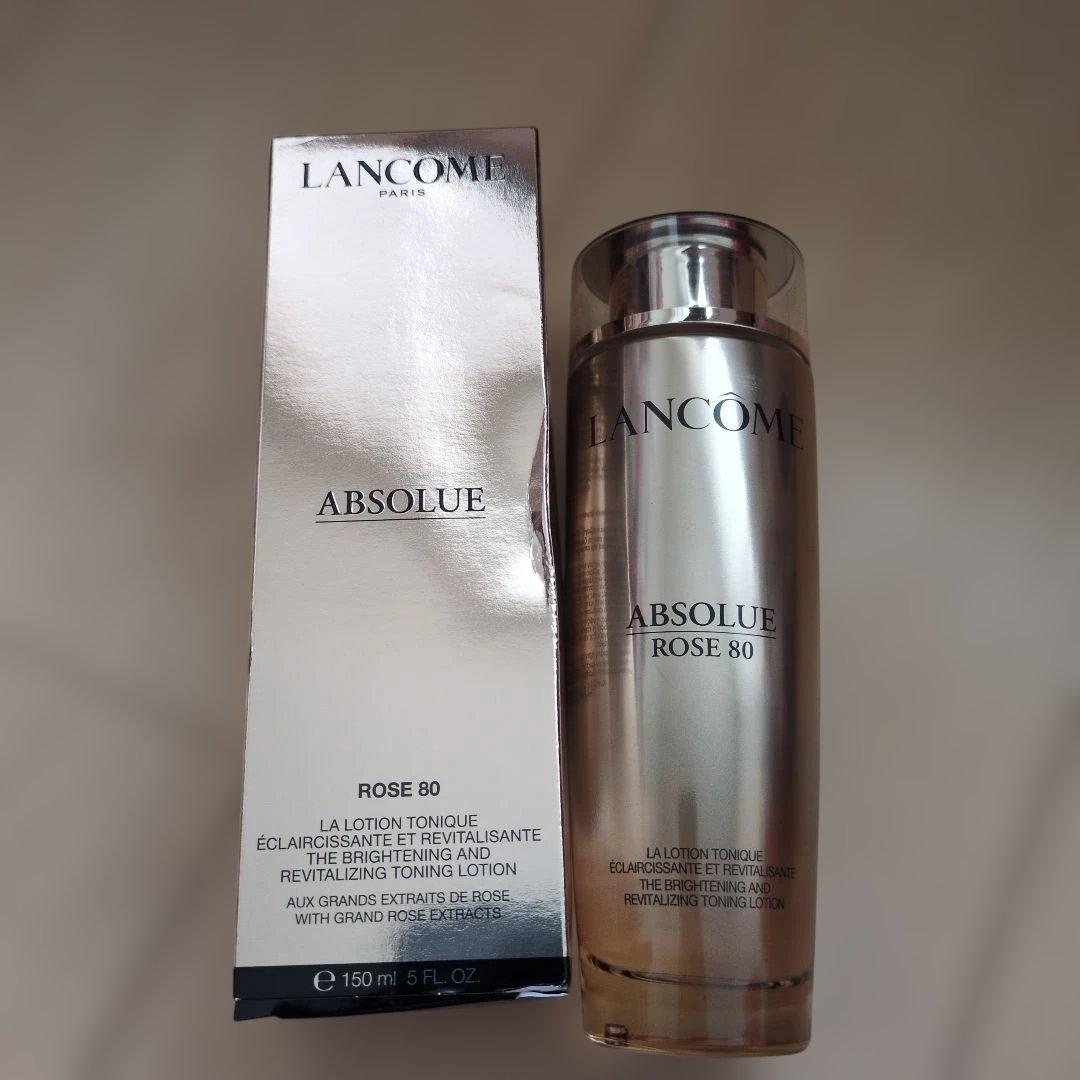 LANCOME
PARIS
ABSOLUE
ROSE 80
LA LOTION TONIQUE
ÉCLAIRCISSANTE ET REVITALISANTE
THE BRIGHTENING AND
REVITALIZING TONING LOTION
AUX GRANDS EXTRAITS DE ROSE
WITH GRAND ROSE EXTRACTS
℮ 150 ml 5 FL. OZ.
LANCÔME
ABSOLUE
ROSE 80
LA LOTION TONIQUE
ÉCLAIRCISSANTE ET REVITALISANTE
THE BRIGHTENING AND
REVITALIZING TONING LOTION